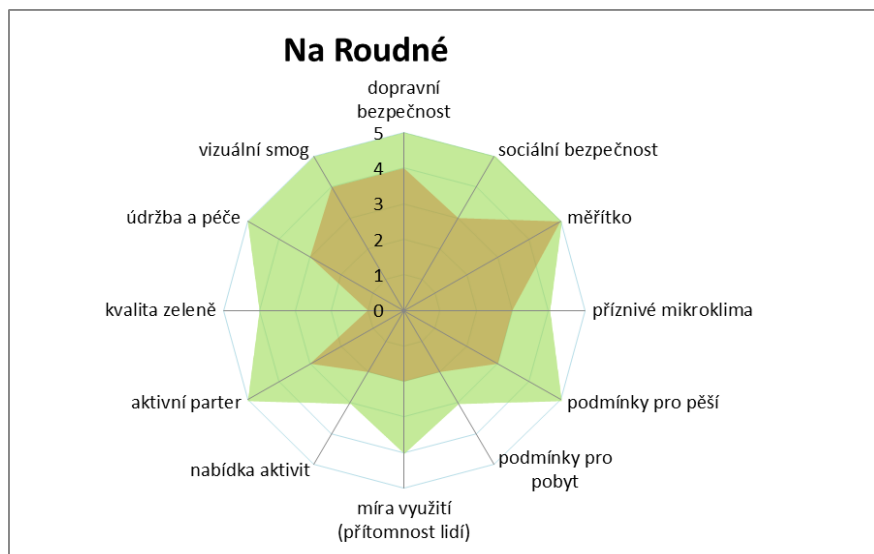 Na Roudné
dopravní
bezpečnost
vizuální smog
sociální bezpečnost
údržba a péče
měřítko
kvalita zeleně
příznivé mikroklima
aktivní parter
podmínky pro pěší
nabídka aktivit
podmínky pro
pobyt
míra využití
(přítomnost lidí)
5
4
3
2
1
0